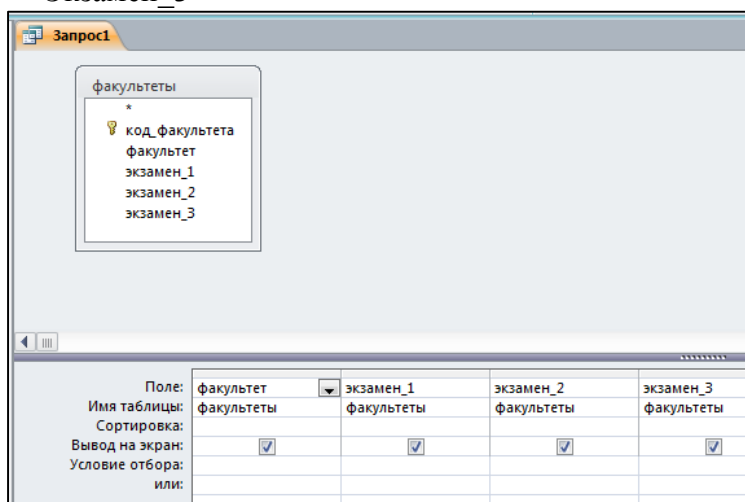 Экзамен_3
Запрос1
факультеты
*
код_факультета
факультет
экзамен_1
экзамен_2
экзамен_3
Поле: факультет экзамен_1 экзамен_2 экзамен_3
Имя таблицы: факультеты факультеты факультеты факультеты
Сортировка:
Вывод на экран:
Условие отбора:
или: